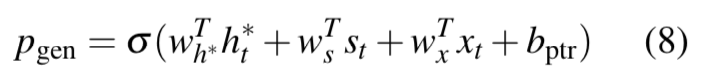 p_gen = σ(w_{h*}^T h_t^* + w_s^T s_t + w_x^T x_t + b_ptr) (8)